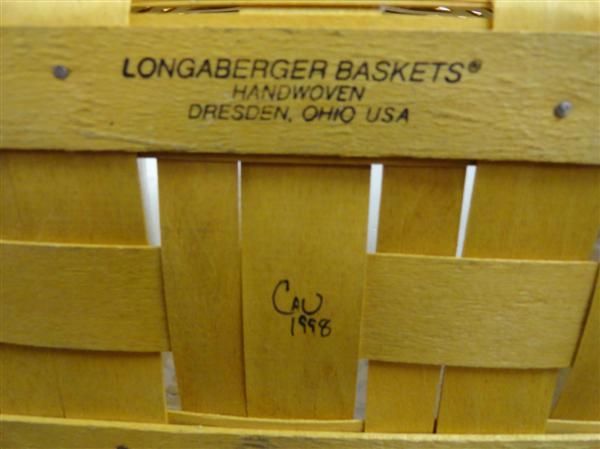 LONGABERGER BASKETS®
HANDWOVEN
DRESDEN, OHIO USA
CAU
1998